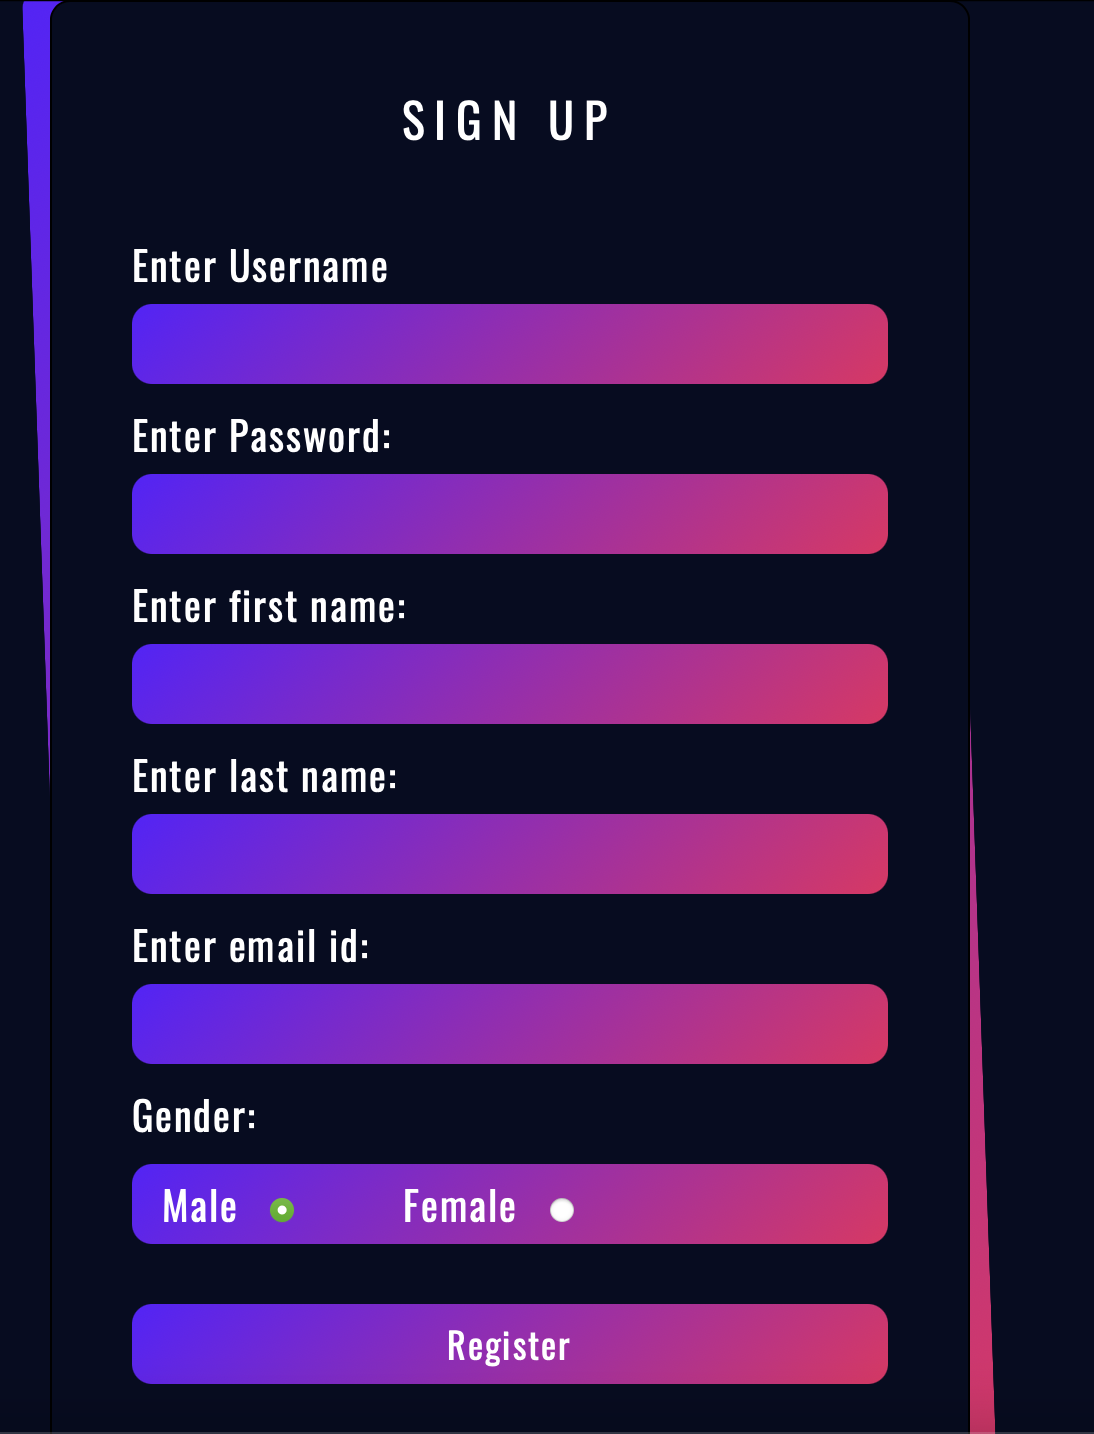 SIGN UP
Enter Username
Enter Password:
Enter first name:
Enter last name:
Enter email id:
Gender:
Male Female
Register